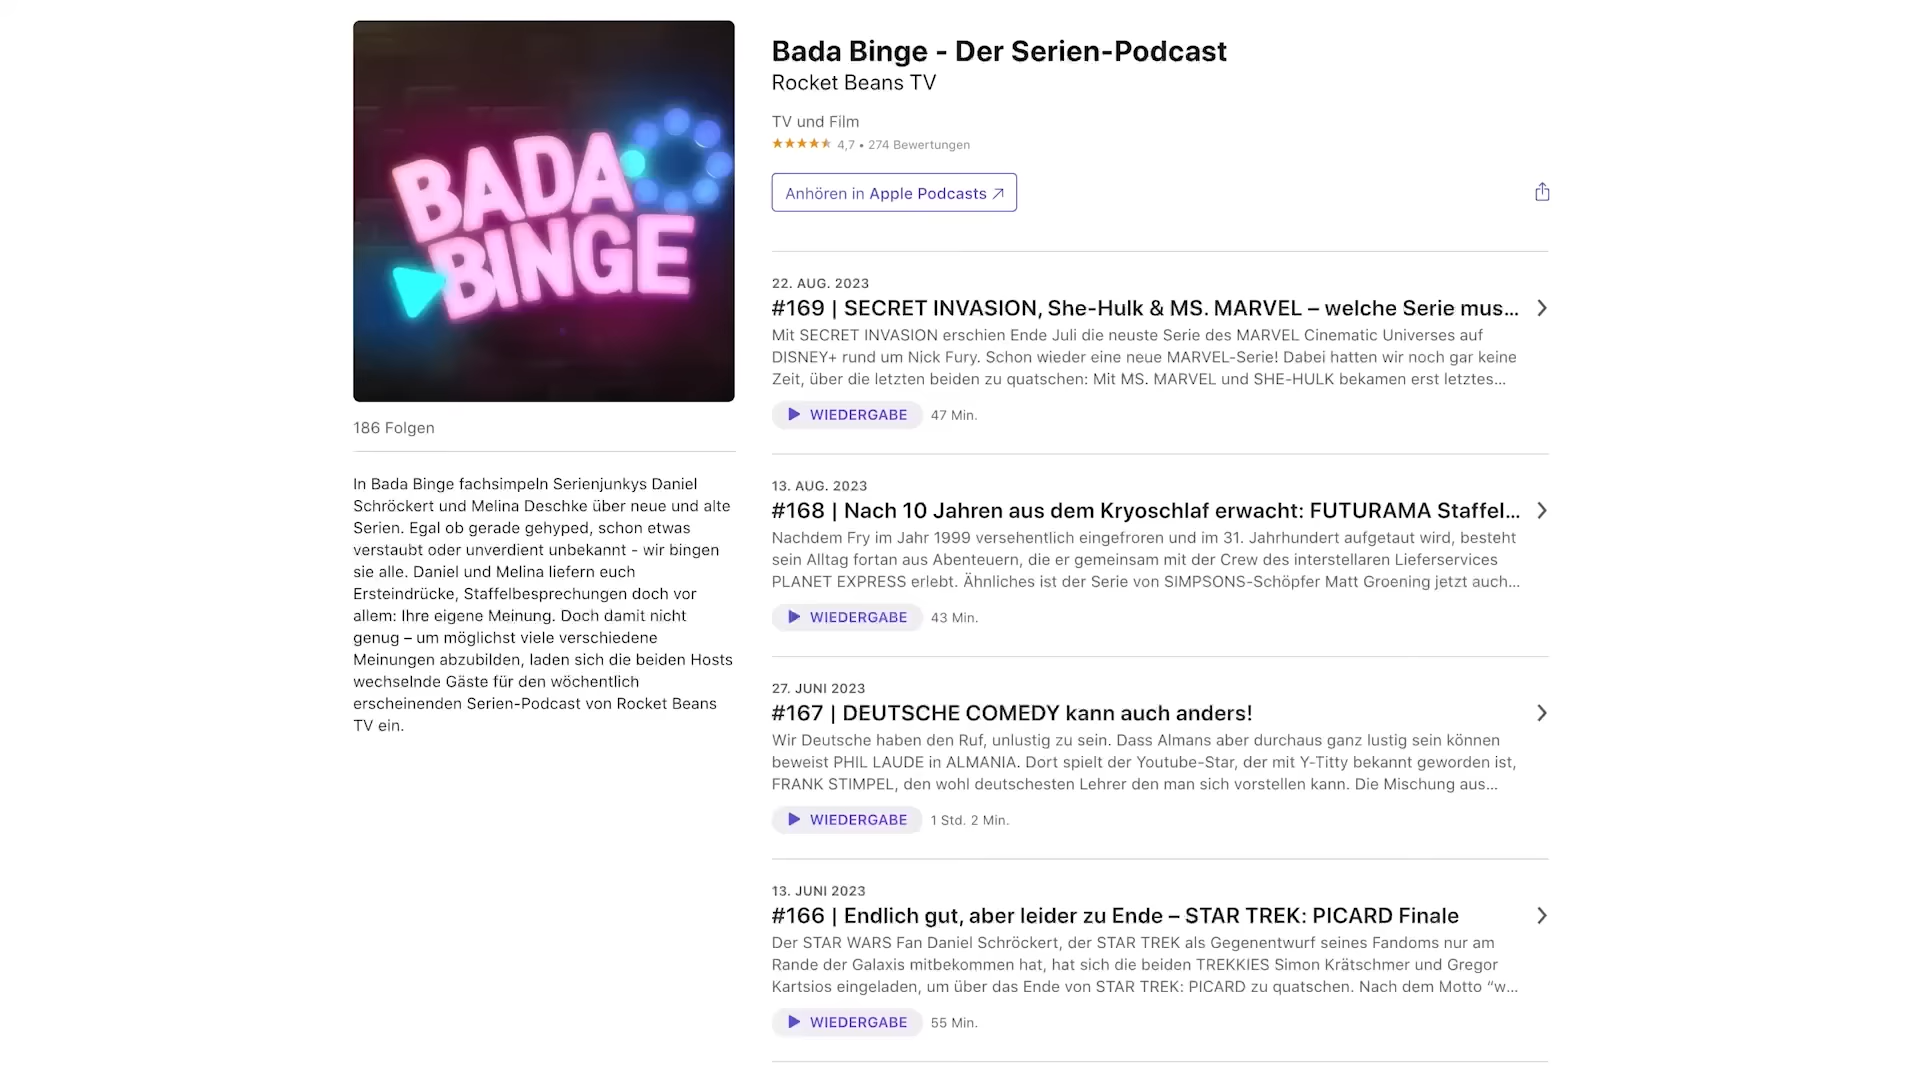 BADA
BINGE
186 Folgen
In Bada Binge fachsimpeln Serienjunkys Daniel
Schröckert und Melina Deschke über neue und alte
Serien. Egal ob gerade gehyped, schon etwas
verstaubt oder unverdient unbekannt - wir bingen
sie alle. Daniel und Melina liefern euch
Ersteindrücke, Staffelbesprechungen doch vor
allem: Ihre eigene Meinung. Doch damit nicht
genug – um möglichst viele verschiedene
Meinungen abzubilden, laden sich die beiden Hosts
wechselnde Gäste für den wöchentlich
erscheinenden Serien-Podcast von Rocket Beans
TV ein.
Bada Binge - Der Serien-Podcast
Rocket Beans TV
TV und Film
4,7 • 274 Bewertungen
Anhören in Apple Podcasts ↗
22. AUG. 2023
#169 | SECRET INVASION, She-Hulk & MS. MARVEL – welche Serie mus...
Mit SECRET INVASION erschien Ende Juli die neuste Serie des MARVEL Cinematic Universes auf
DISNEY+ rund um Nick Fury. Schon wieder eine neue MARVEL-Serie! Dabei hatten wir noch gar keine
Zeit, über die letzten beiden zu quatschen: Mit MS. MARVEL und SHE-HULK bekamen erst letztes...
WIEDERGABE 47 Min.
13. AUG. 2023
#168 | Nach 10 Jahren aus dem Kryoschlaf erwacht: FUTURAMA Staffel...
Nachdem Fry im Jahr 1999 versehentlich eingefroren und im 31. Jahrhundert aufgetaut wird, besteht
sein Alltag fortan aus Abenteuern, die er gemeinsam mit der Crew des interstellaren Lieferservices
PLANET EXPRESS erlebt. Ähnliches ist der Serie von SIMPSONS-Schöpfer Matt Groening jetzt auch...
WIEDERGABE 43 Min.
27. JUNI 2023
#167 | DEUTSCHE COMEDY kann auch anders!
Wir Deutsche haben den Ruf, unlustig zu sein. Dass Almans aber durchaus ganz lustig sein können
beweist PHIL LAUDE in ALMANIA. Dort spielt der Youtube-Star, der mit Y-Titty bekannt geworden ist,
FRANK STIMPEL, den wohl deutschesten Lehrer den man sich vorstellen kann. Die Mischung aus...
WIEDERGABE 1 Std. 2 Min.
13. JUNI 2023
#166 | Endlich gut, aber leider zu Ende – STAR TREK: PICARD Finale
Der STAR WARS Fan Daniel Schröckert, der STAR TREK als Gegenentwurf seines Fandoms nur am
Rande der Galaxis mitbekommen hat, hat sich die beiden TREKKIES Simon Krätschmer und Gregor
Kartsios eingeladen, um über das Ende von STAR TREK: PICARD zu quatschen. Nach dem Motto “w...
WIEDERGABE 55 Min.